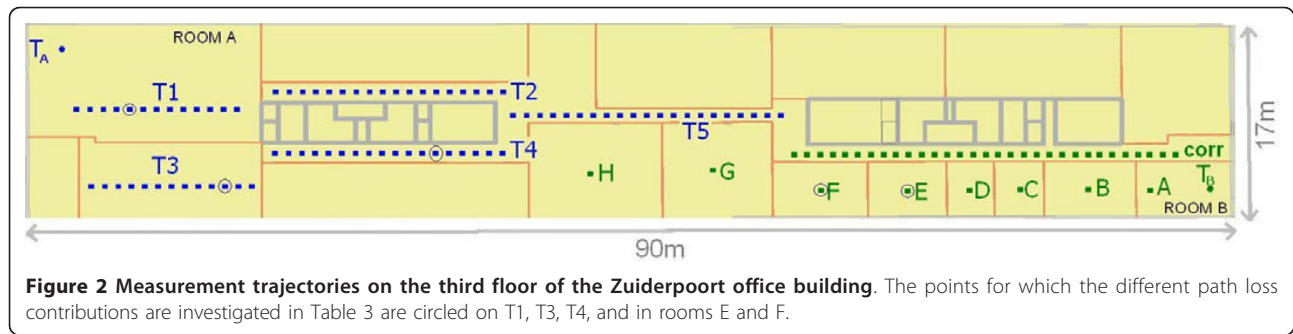 ROOM A
TA
T1
T2
T5
T4
T3
17m
corr
H
G
F
E
D
C
B
A
TB
ROOM B
90m
Figure 2 Measurement trajectories on the third floor of the Zuiderpoort office building. The points for which the different path loss
contributions are investigated in Table 3 are circled on T1, T3, T4, and in rooms E and F.